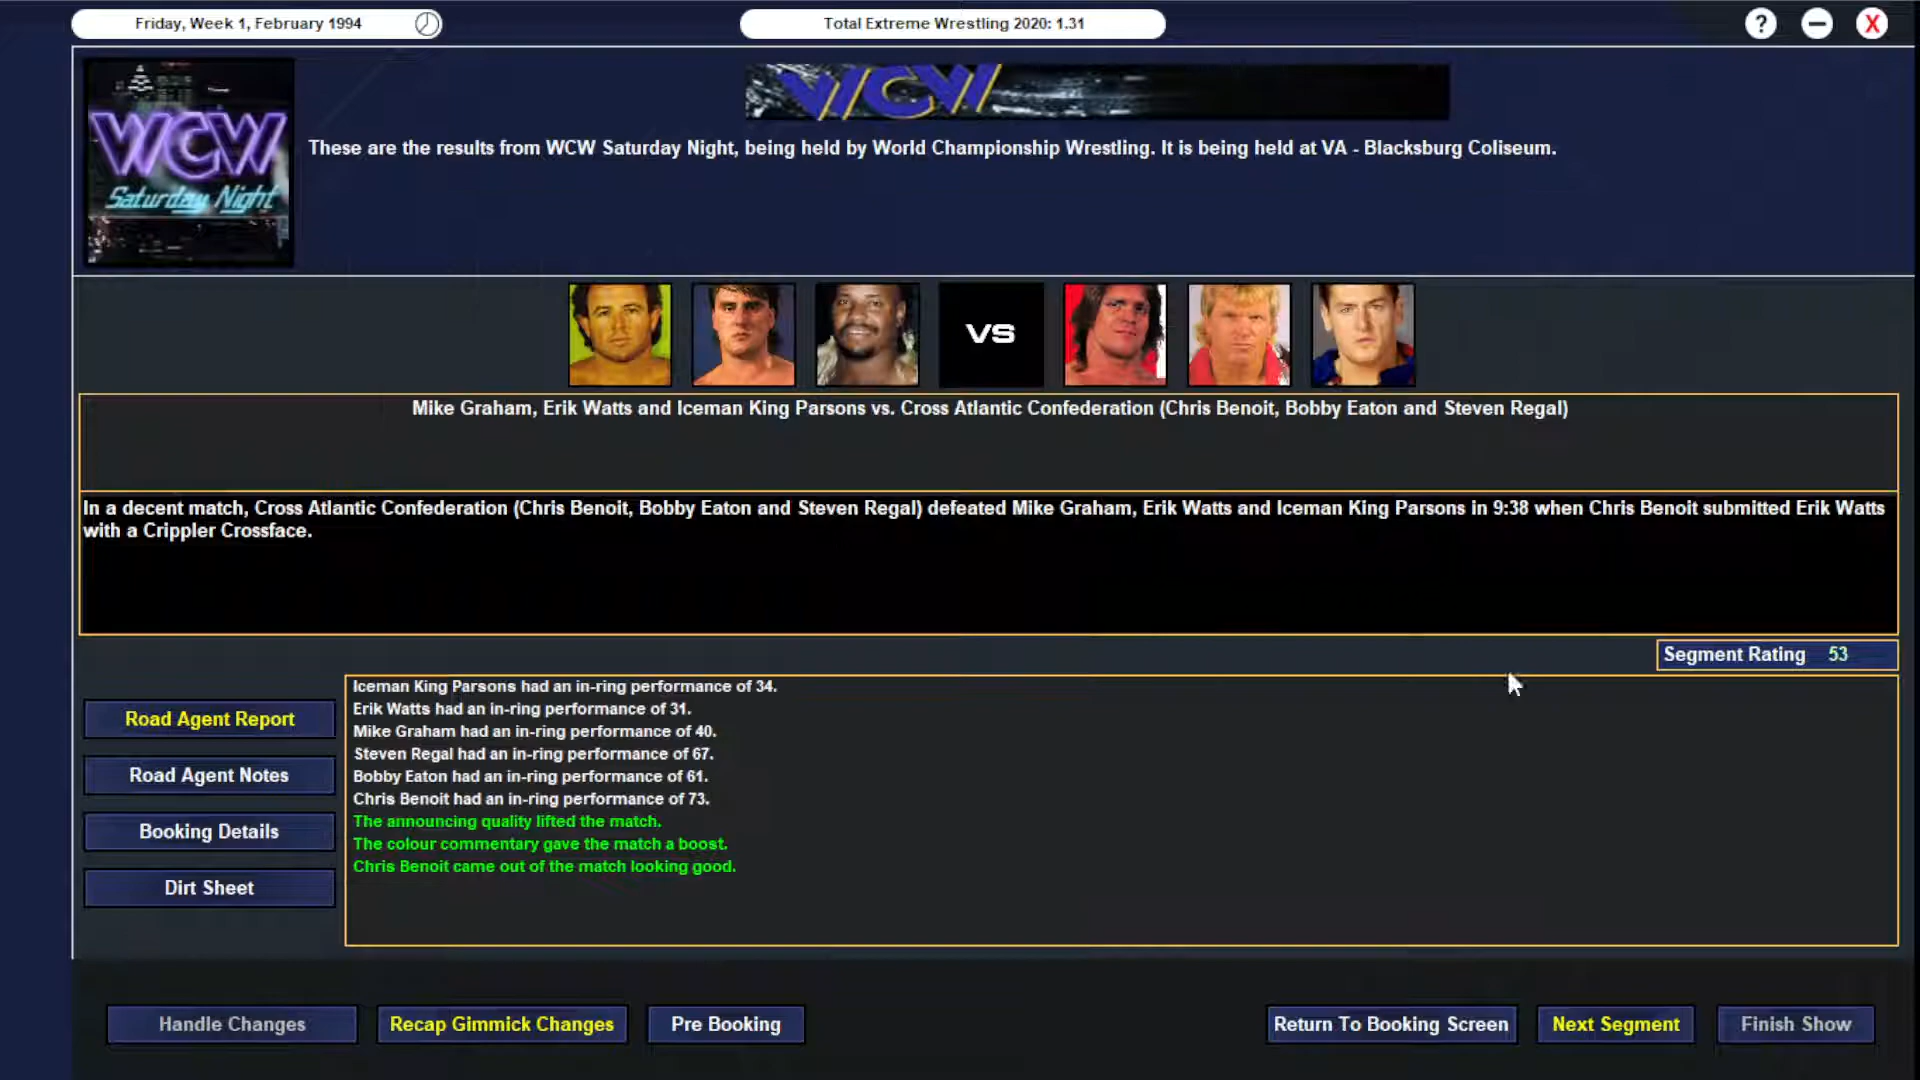 Friday, Week 1, February 1994
Total Extreme Wrestling 2020: 1.31
?
X
WCW
Saturday Night
WCW
These are the results from WCW Saturday Night, being held by World Championship Wrestling. It is being held at VA - Blacksburg Coliseum.
VS
Mike Graham, Erik Watts and Iceman King Parsons vs. Cross Atlantic Confederation (Chris Benoit, Bobby Eaton and Steven Regal)
In a decent match, Cross Atlantic Confederation (Chris Benoit, Bobby Eaton and Steven Regal) defeated Mike Graham, Erik Watts and Iceman King Parsons in 9:38 when Chris Benoit submitted Erik Watts
with a Crippler Crossface.
Segment Rating 53
Road Agent Report
Road Agent Notes
Booking Details
Dirt Sheet
Iceman King Parsons had an in-ring performance of 34.
Erik Watts had an in-ring performance of 31.
Mike Graham had an in-ring performance of 40.
Steven Regal had an in-ring performance of 67.
Bobby Eaton had an in-ring performance of 61.
Chris Benoit had an in-ring performance of 73.
The announcing quality lifted the match.
The colour commentary gave the match a boost.
Chris Benoit came out of the match looking good.
Handle Changes
Recap Gimmick Changes
Pre Booking
Return To Booking Screen
Next Segment
Finish Show